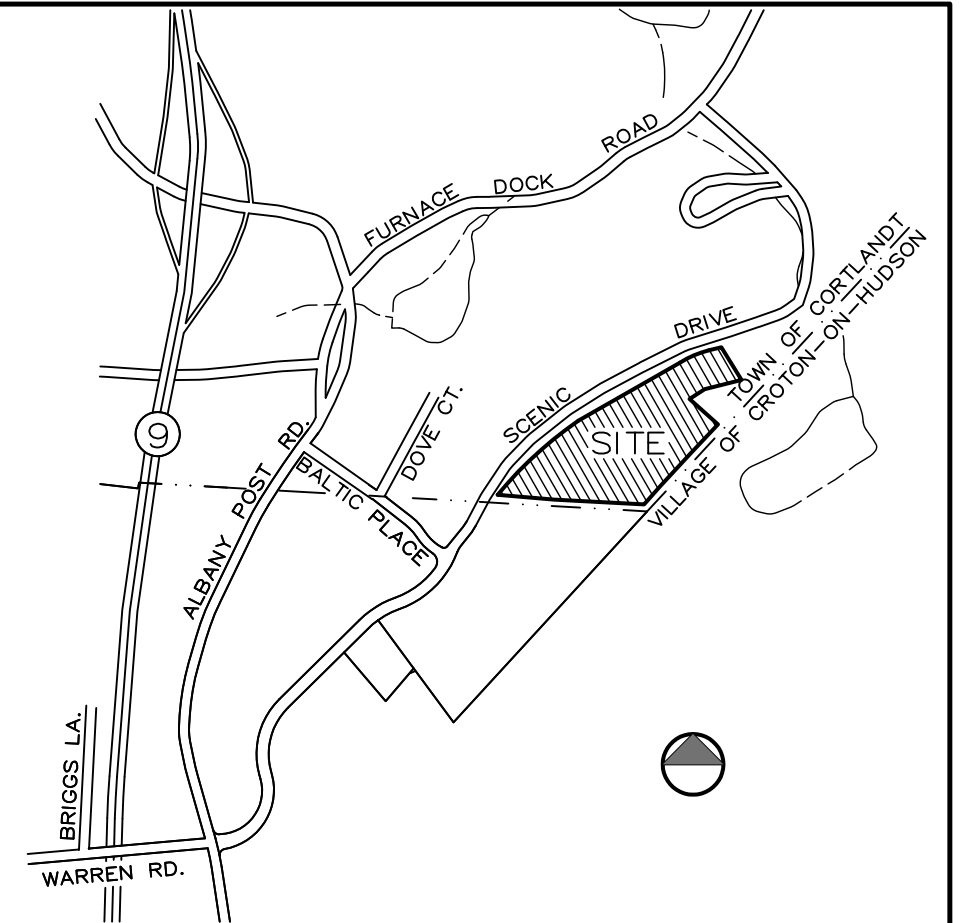 FURNACE DOCK ROAD
TOWN OF CORTLANDT
VILLAGE OF CROTON-ON-HUDSON
SCENIC DRIVE
SITE
9
DOVE CT.
ALBANY POST RD.
BALTIC PLACE
BRIGGS LA.
WARREN RD.